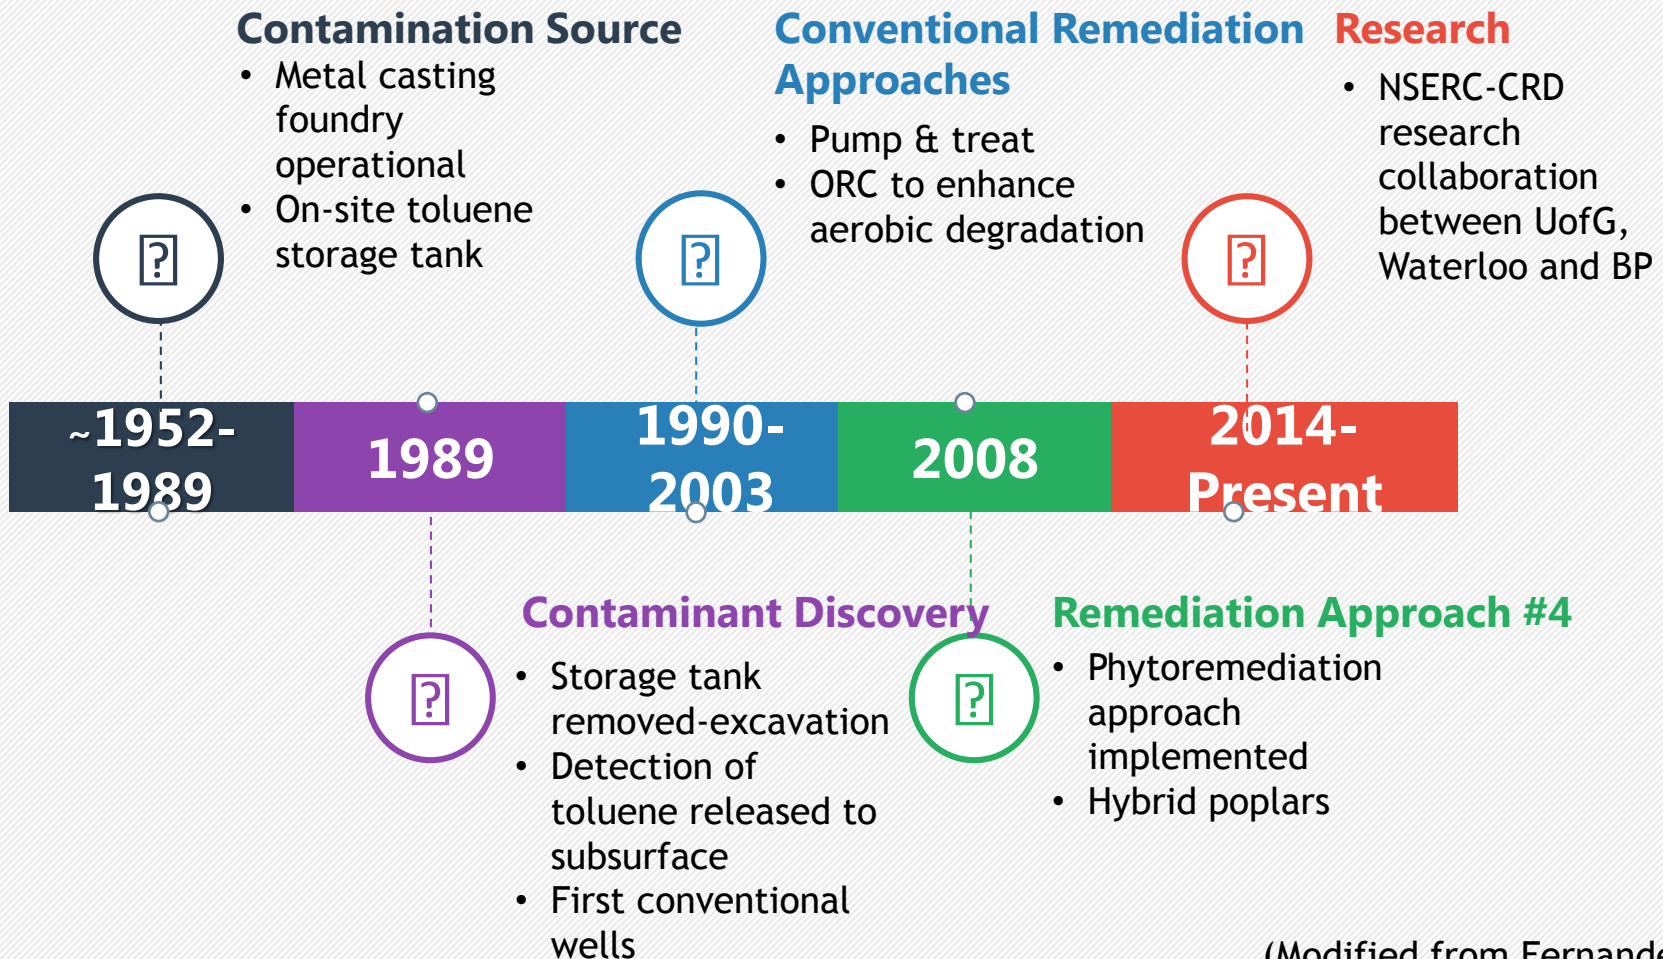 Contamination Source
• Metal casting
foundry
operational
• On-site toluene
storage tank
Conventional Remediation
Approaches
• Pump & treat
• ORC to enhance
aerobic degradation
Research
• NSERC-CRD
research
collaboration
between UofG,
Waterloo and BP
~1952-
1989
1989
1990-
2003
2008
2014-
Present
Contaminant Discovery
• Storage tank
removed-excavation
• Detection of
toluene released to
subsurface
• First conventional
wells
Remediation Approach #4
• Phytoremediation
approach
implemented
• Hybrid poplars
(Modified from